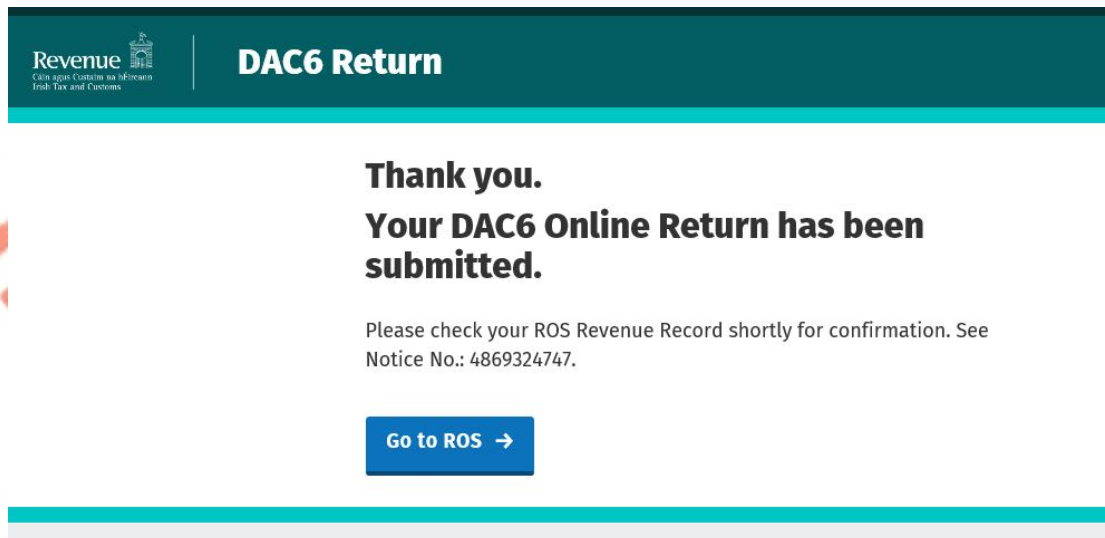 Revenue
Cáin agus Custaim na hÉireann
Irish Tax and Customs
DAC6 Return
Thank you.
Your DAC6 Online Return has been
submitted.
Please check your ROS Revenue Record shortly for confirmation. See
Notice No.: 4869324747.
Go to ROS →